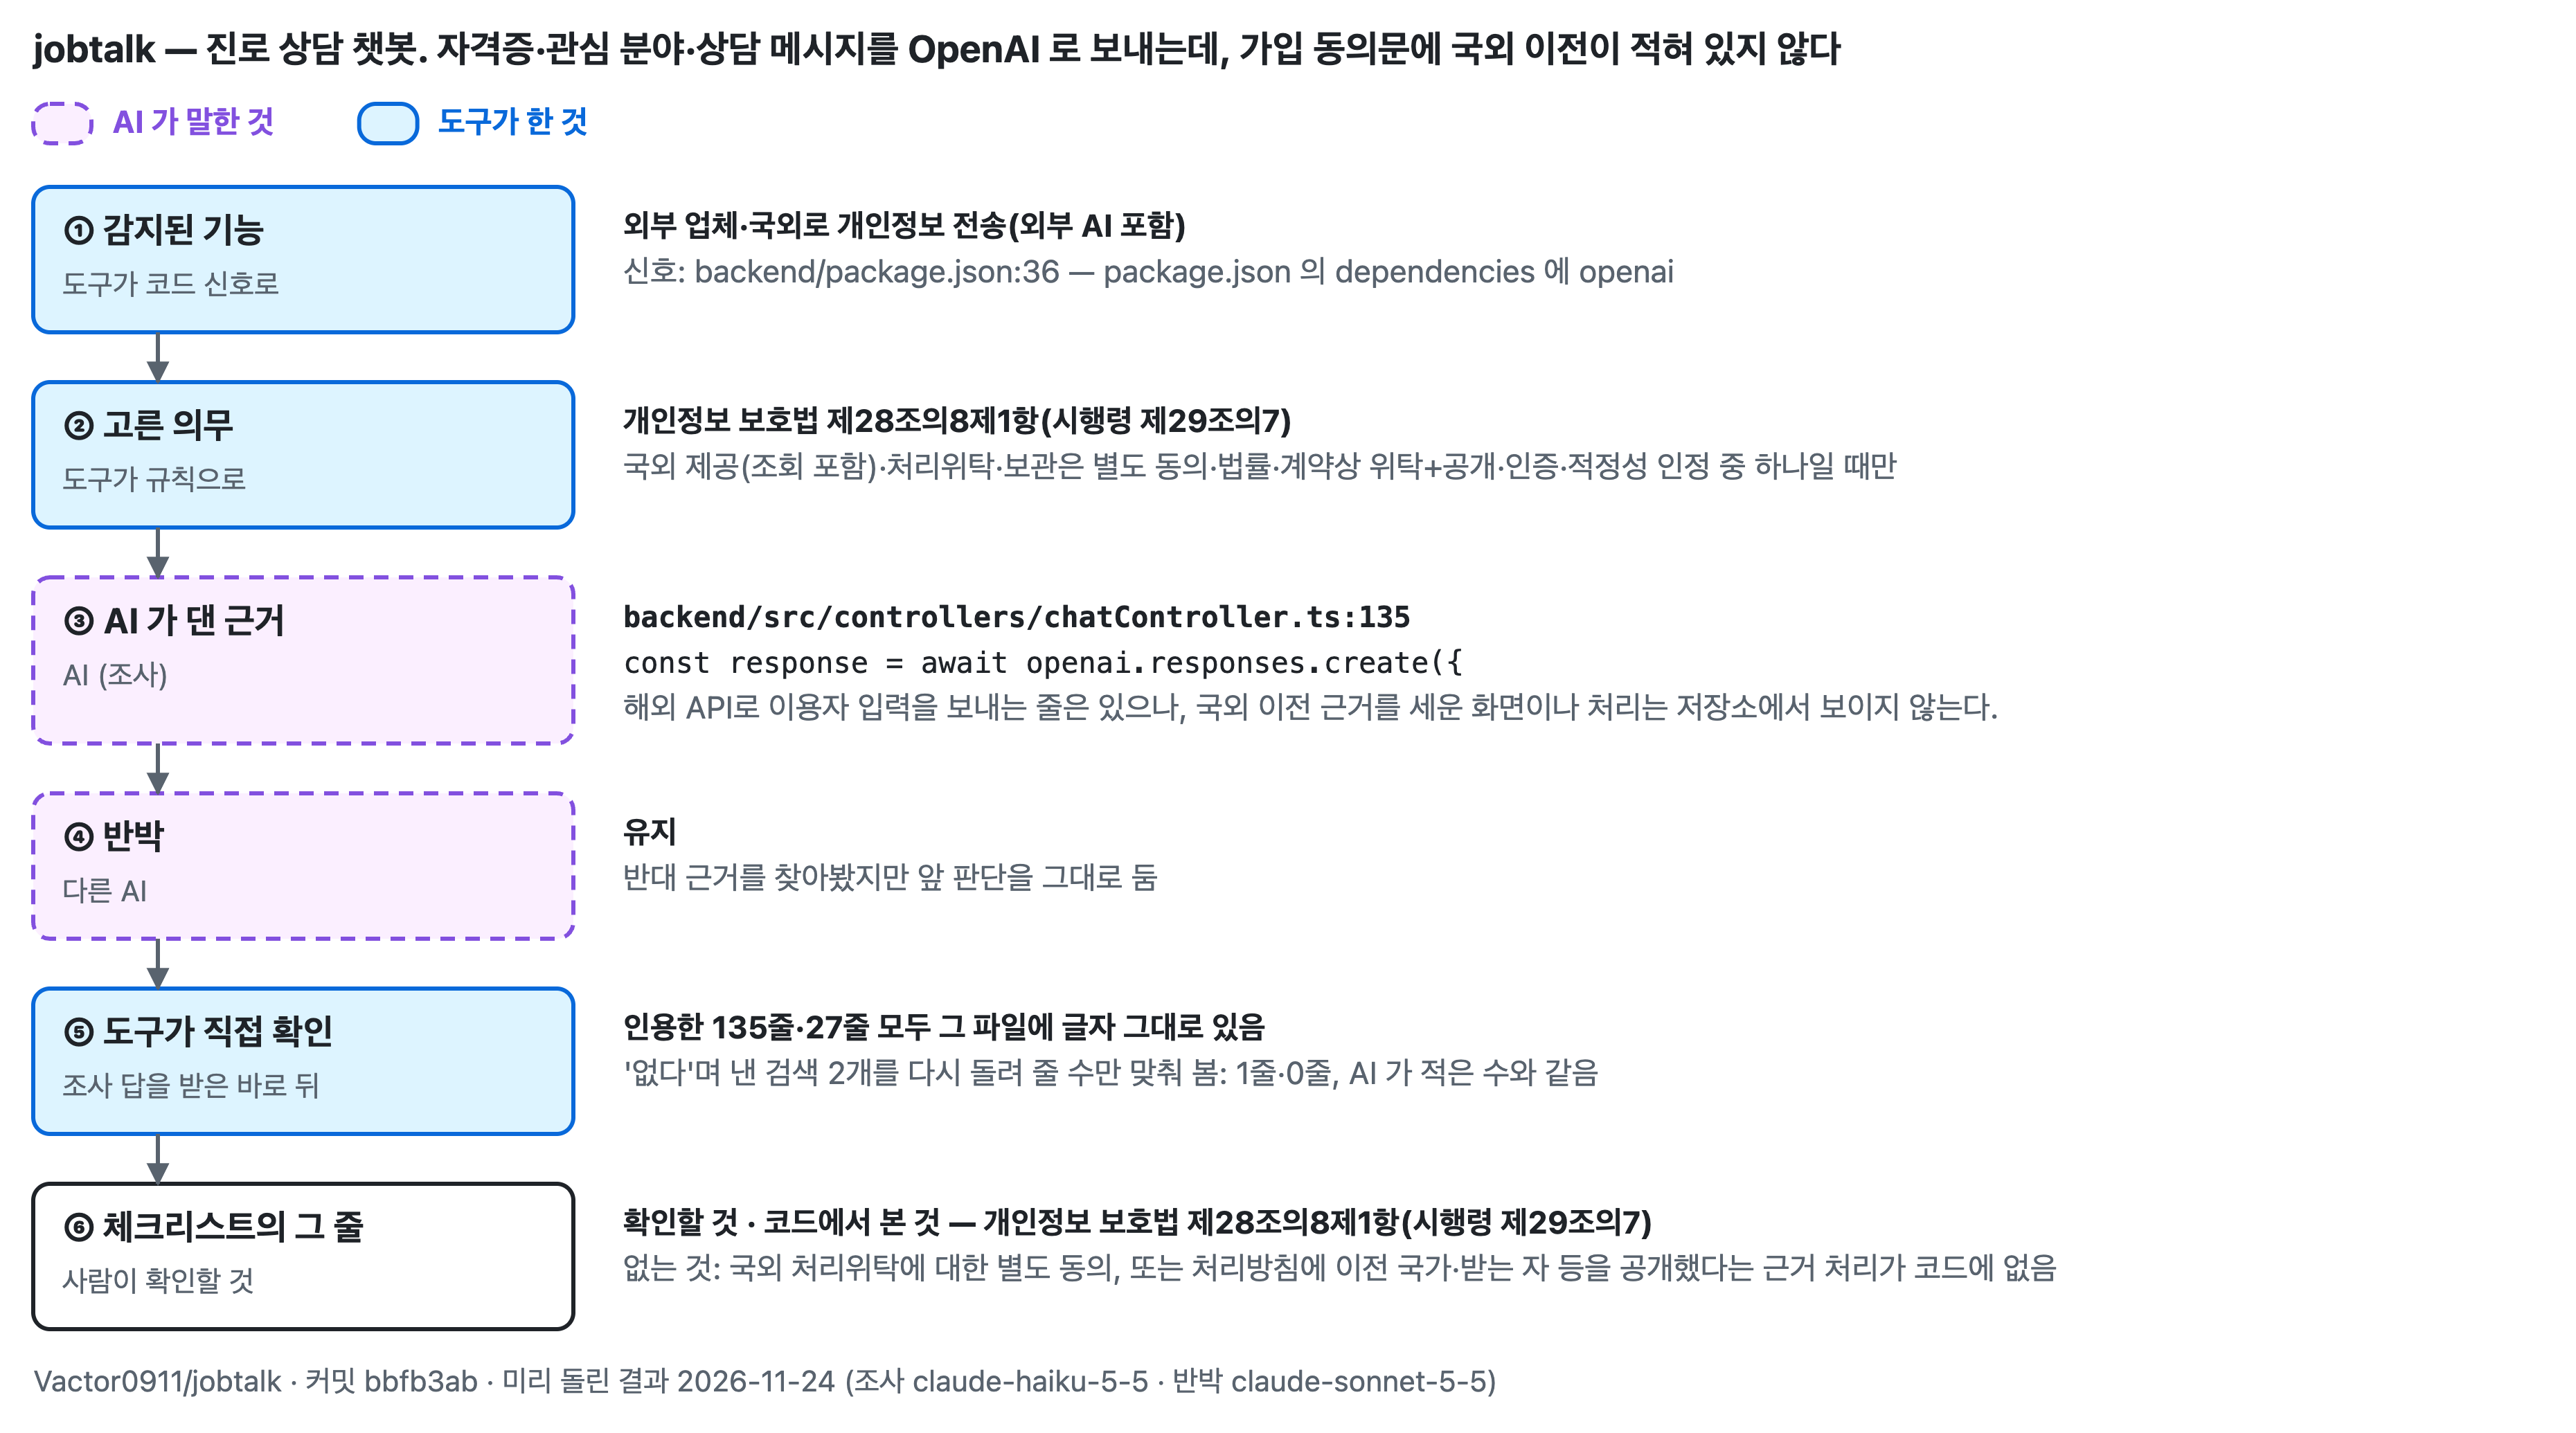 jobtalk — 진로 상담 챗봇. 자격증·관심 분야·상담 메시지를 OpenAI 로 보내는데, 가입 동의문에 국외 이전이 적혀 있지 않다
AI 가 말한 것
도구가 한 것
① 감지된 기능
도구가 코드 신호로
외부 업체·국외로 개인정보 전송(외부 AI 포함)
신호: backend/package.json:36 — package.json 의 dependencies 에 openai
② 고른 의무
도구가 규칙으로
개인정보 보호법 제28조의8제1항(시행령 제29조의7)
국외 제공(조회 포함)·처리위탁·보관은 별도 동의·법률·계약상 위탁+공개·인증·적정성 인정 중 하나일 때만
③ AI 가 댄 근거
AI (조사)
backend/src/controllers/chatController.ts:135
const response = await openai.responses.create({
해외 API로 이용자 입력을 보내는 줄은 있으나, 국외 이전 근거를 세운 화면이나 처리는 저장소에서 보이지 않는다.
④ 반박
다른 AI
유지
반대 근거를 찾아봤지만 앞 판단을 그대로 둠
⑤ 도구가 직접 확인
조사 답을 받은 바로 뒤
인용한 135줄·27줄 모두 그 파일에 글자 그대로 있음
'없다'며 낸 검색 2개를 다시 돌려 줄 수만 맞춰 봄: 1줄·0줄, AI 가 적은 수와 같음
⑥ 체크리스트의 그 줄
사람이 확인할 것
확인할 것 · 코드에서 본 것 — 개인정보 보호법 제28조의8제1항(시행령 제29조의7)
없는 것: 국외 처리위탁에 대한 별도 동의, 또는 처리방침에 이전 국가·받는 자 등을 공개했다는 근거 처리가 코드에 없음
Vactor0911/jobtalk · 커밋 bbfb3ab · 미리 돌린 결과 2026-11-24 (조사 claude-haiku-5-5 · 반박 claude-sonnet-5-5)